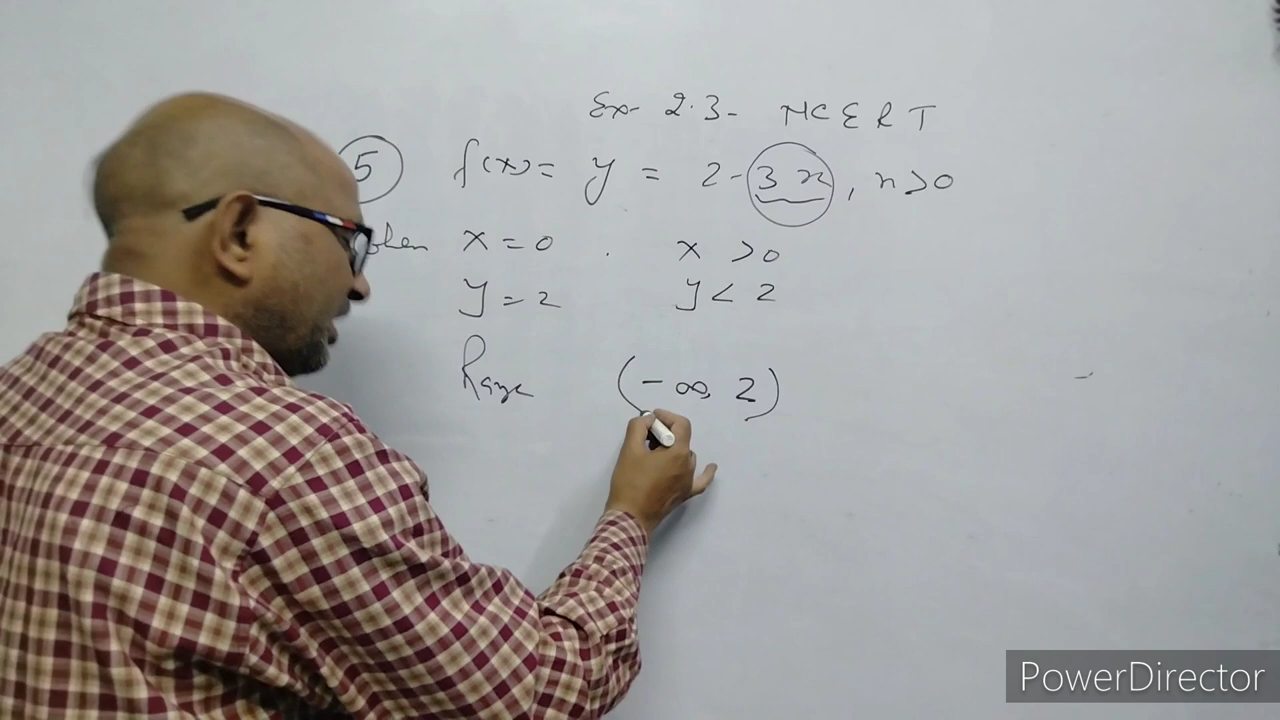 Ex- 2.3- NCERT
5 f(x)= y = 2-3x, x>0
when x=0 . x >0
y=2 y< 2
Range (-∞, 2)
PowerDirector